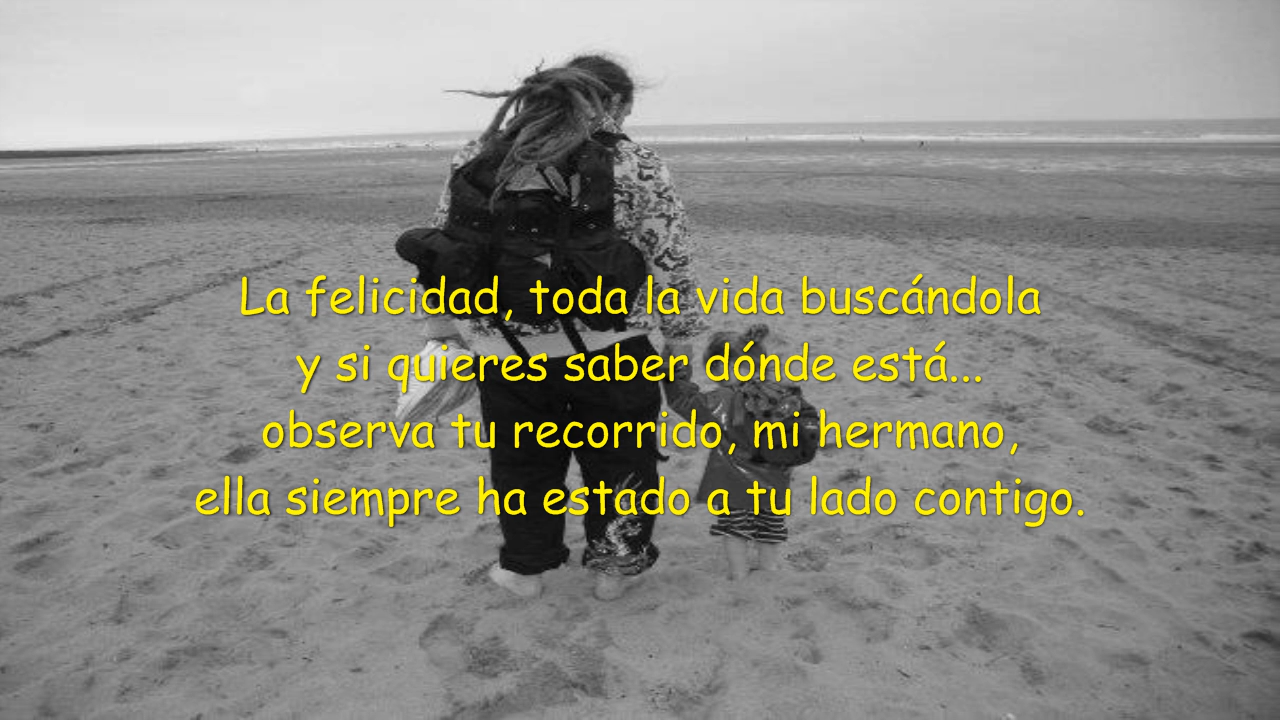 La felicidad, toda la vida buscándola
y si quieres saber dónde está...
observa tu recorrido, mi hermano,
ella siempre ha estado a tu lado contigo.